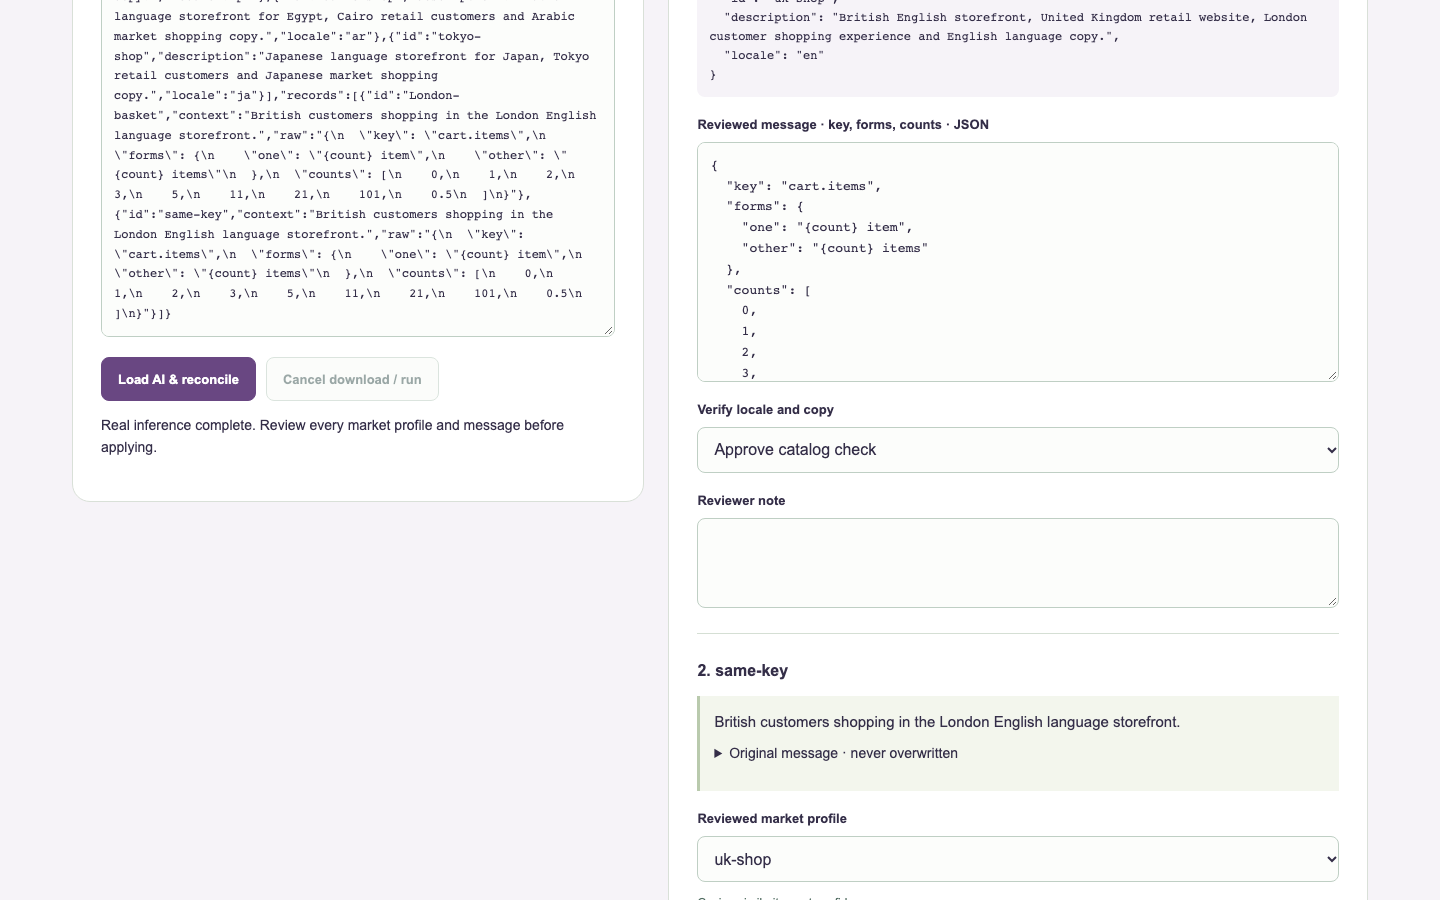 language storefront for Egypt, Cairo retail customers and Arabic
market shopping copy.","locale":"ar"},{"id":"tokyo-
shop","description":"Japanese language storefront for Japan, Tokyo
retail customers and Japanese market shopping
copy.","locale":"ja"}],"records":[{"id":"London-
basket","context":"British customers shopping in the London English
language storefront.","raw":"{\n  \"key\": \"cart.items\",\n
\"forms\": {\n    \"one\": \"{count} item\",\n    \"other\": \"
{count} items\"\n  },\n  \"counts\": [\n    0,\n    1,\n    2,\n
3,\n    5,\n    11,\n    21,\n    101,\n    0.5\n  ]\n}"},
{"id":"same-key","context":"British customers shopping in the
London English language storefront.","raw":"{\n  \"key\":
\"cart.items\",\n  \"forms\": {\n    \"one\": \"{count} item\",\n
\"other\": \"{count} items\"\n  },\n  \"counts\": [\n    0,\n
1,\n    2,\n    3,\n    5,\n    11,\n    21,\n    101,\n    0.5\n
]\n}"}]}
Load AI & reconcile
Cancel download / run
Real inference complete. Review every market profile and message before
applying.
"description": "British English storefront, United Kingdom retail website, London
customer shopping experience and English language copy.",
"locale": "en"
}
Reviewed message · key, forms, counts · JSON
{
"key": "cart.items",
"forms": {
"one": "{count} item",
"other": "{count} items"
},
"counts": [
0,
1,
2,
3,
Verify locale and copy
Approve catalog check
Reviewer note
2. same-key
British customers shopping in the London English language storefront.
▶ Original message · never overwritten
Reviewed market profile
uk-shop